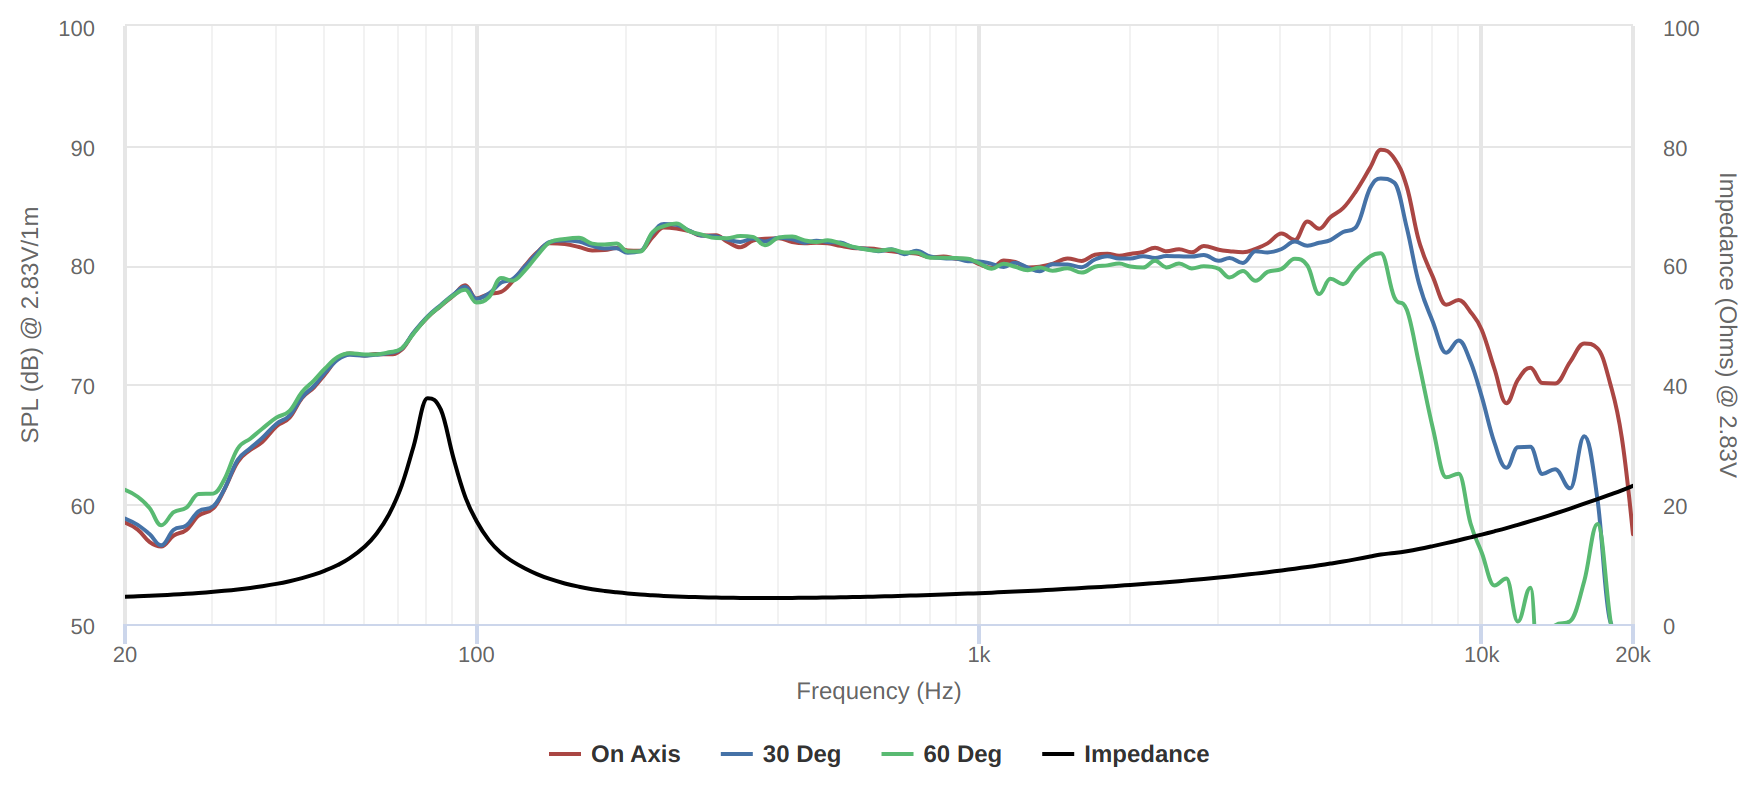 100
90
80
70
60
50
SPL (dB) @ 2.83V/1m
100
80
60
40
20
0
Impedance (Ohms) @ 2.83V
20 100 1k 10k 20k
Frequency (Hz)
On Axis 30 Deg 60 Deg Impedance